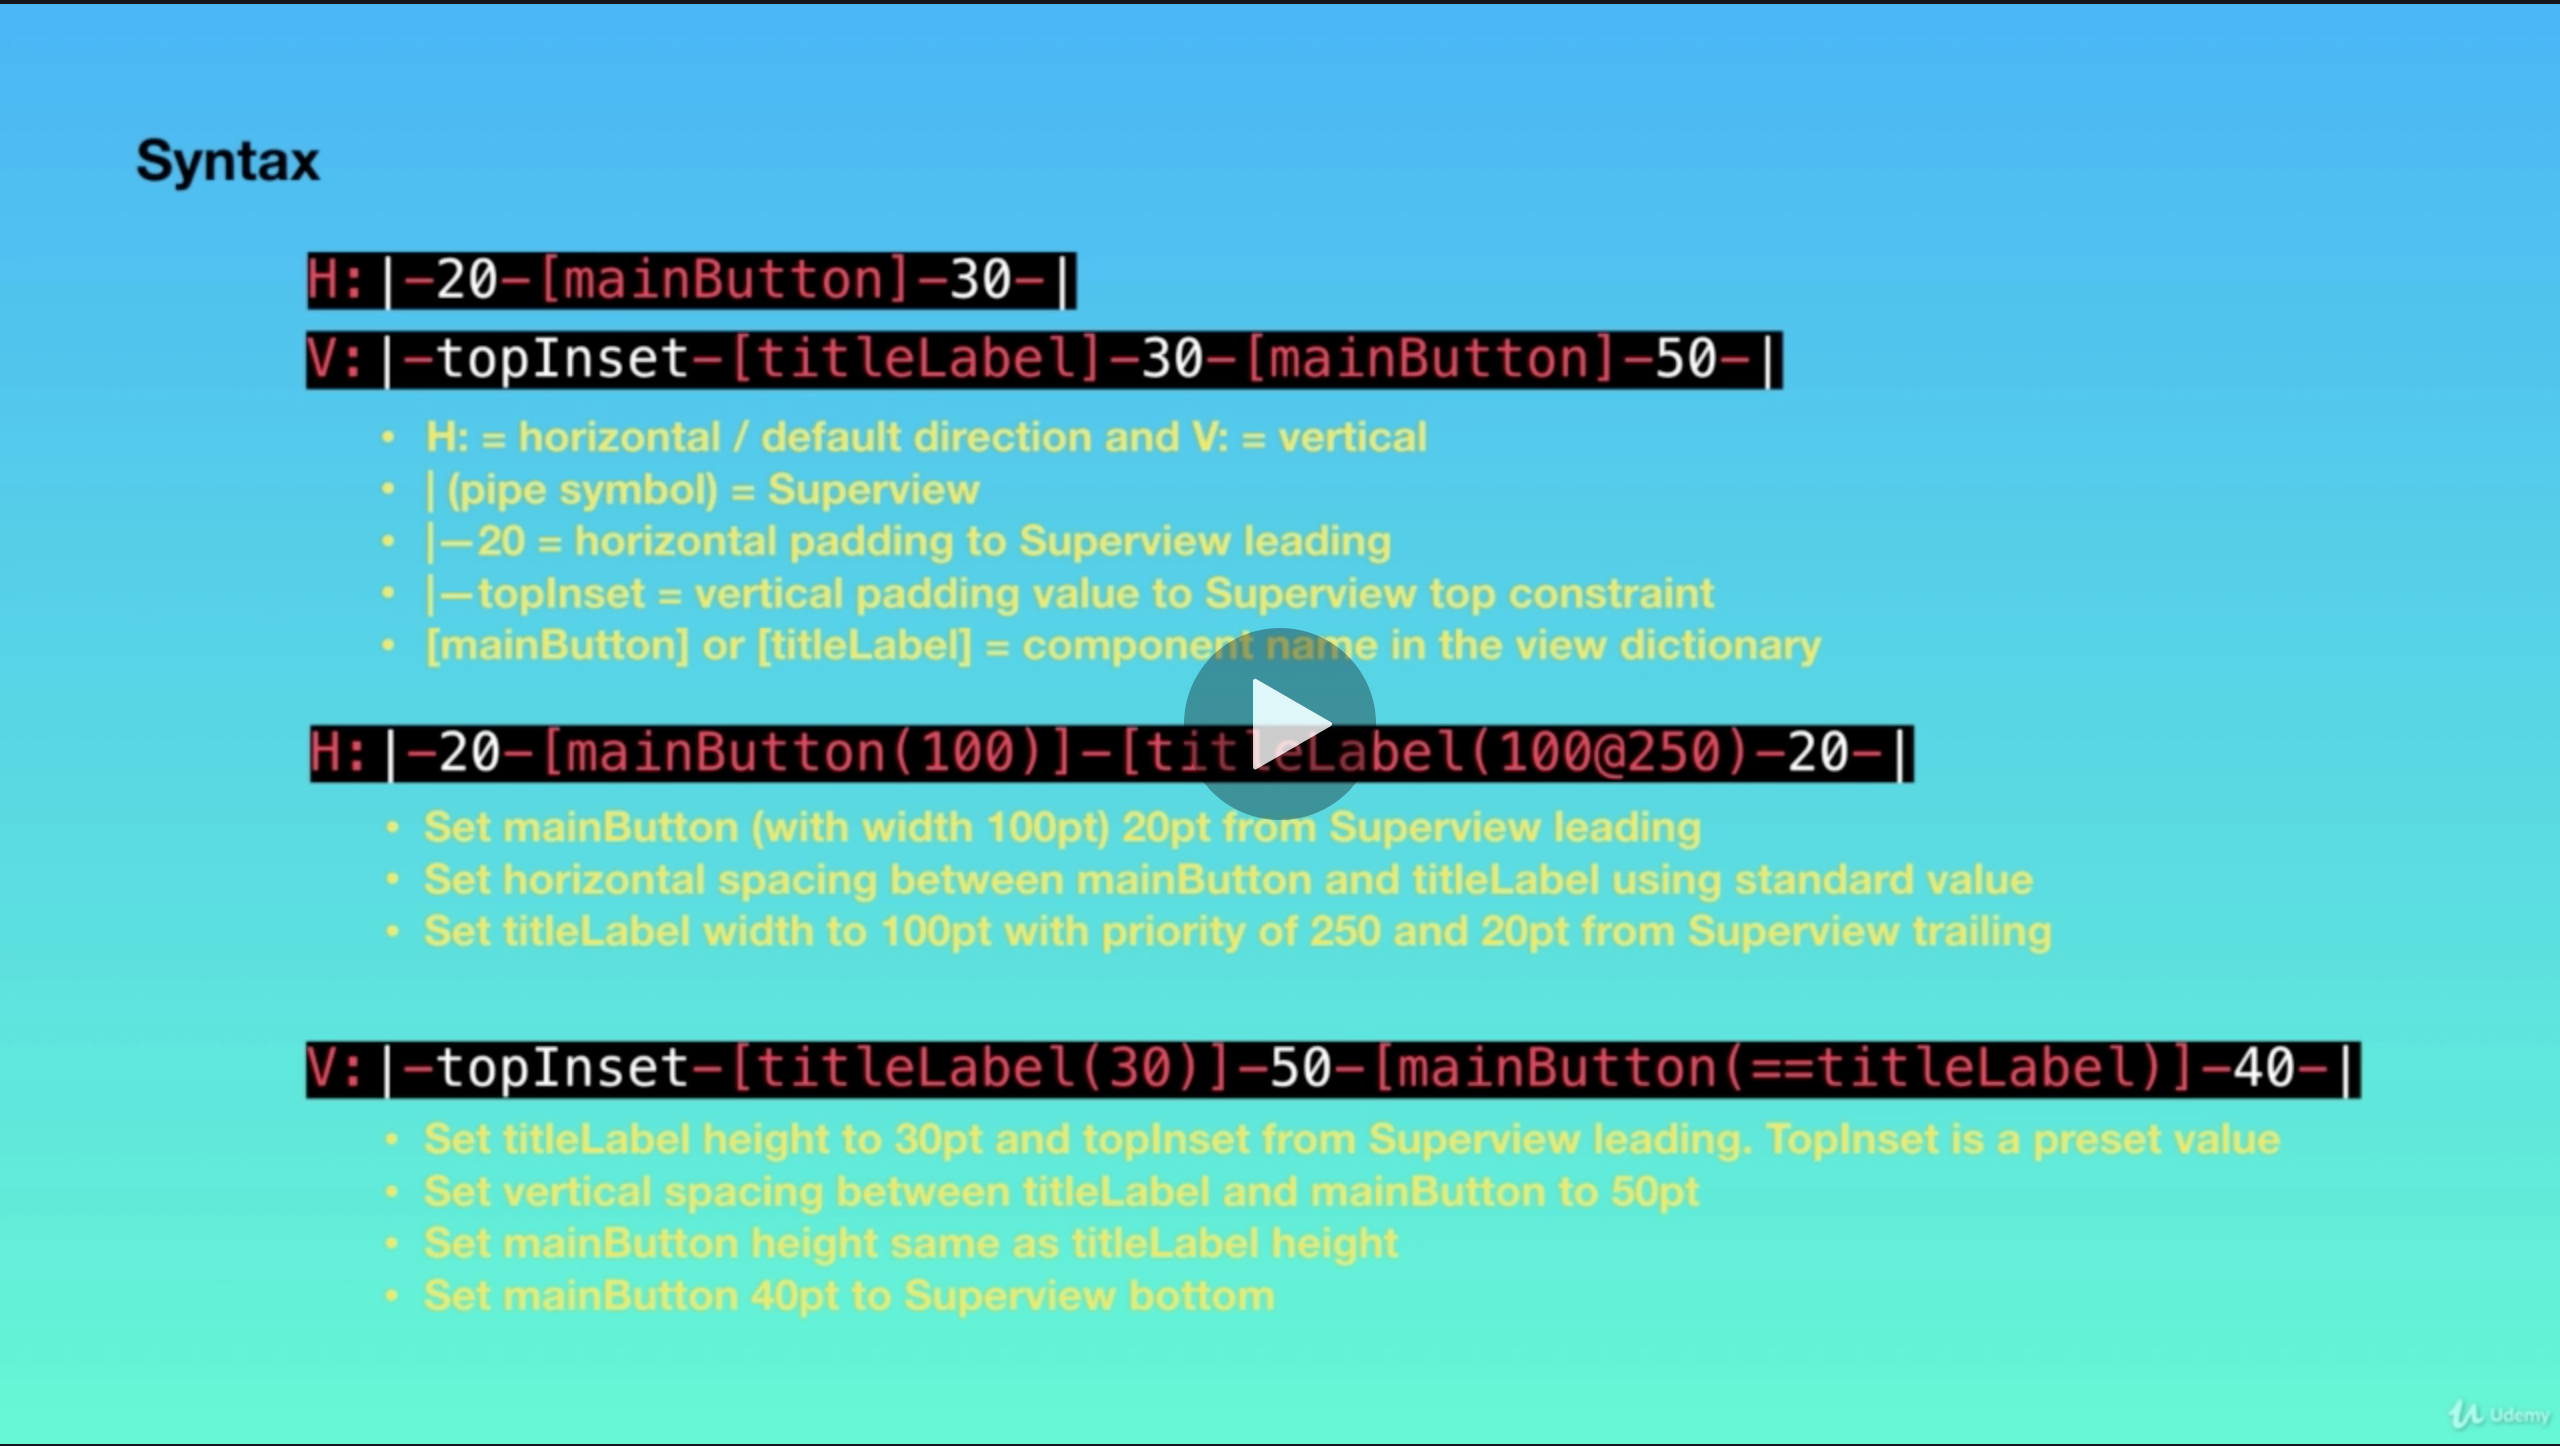 Syntax
H:|-20-[mainButton]-30-|
V:|-topInset-[titleLabel]-30-[mainButton]-50-|
• H: = horizontal / default direction and V: = vertical
• | (pipe symbol) = Superview
• |—20 = horizontal padding to Superview leading
• |—topInset = vertical padding value to Superview top constraint
• [mainButton] or [titleLabel] = component name in the view dictionary
H:|-20-[mainButton(100)]-[titleLabel(100@250)-20-|
• Set mainButton (with width 100pt) 20pt from Superview leading
• Set horizontal spacing between mainButton and titleLabel using standard value
• Set titleLabel width to 100pt with priority of 250 and 20pt from Superview trailing
V:|-topInset-[titleLabel(30)]-50-[mainButton(==titleLabel)]-40-|
• Set titleLabel height to 30pt and topInset from Superview leading. TopInset is a preset value
• Set vertical spacing between titleLabel and mainButton to 50pt
• Set mainButton height same as titleLabel height
• Set mainButton 40pt to Superview bottom
Udemy